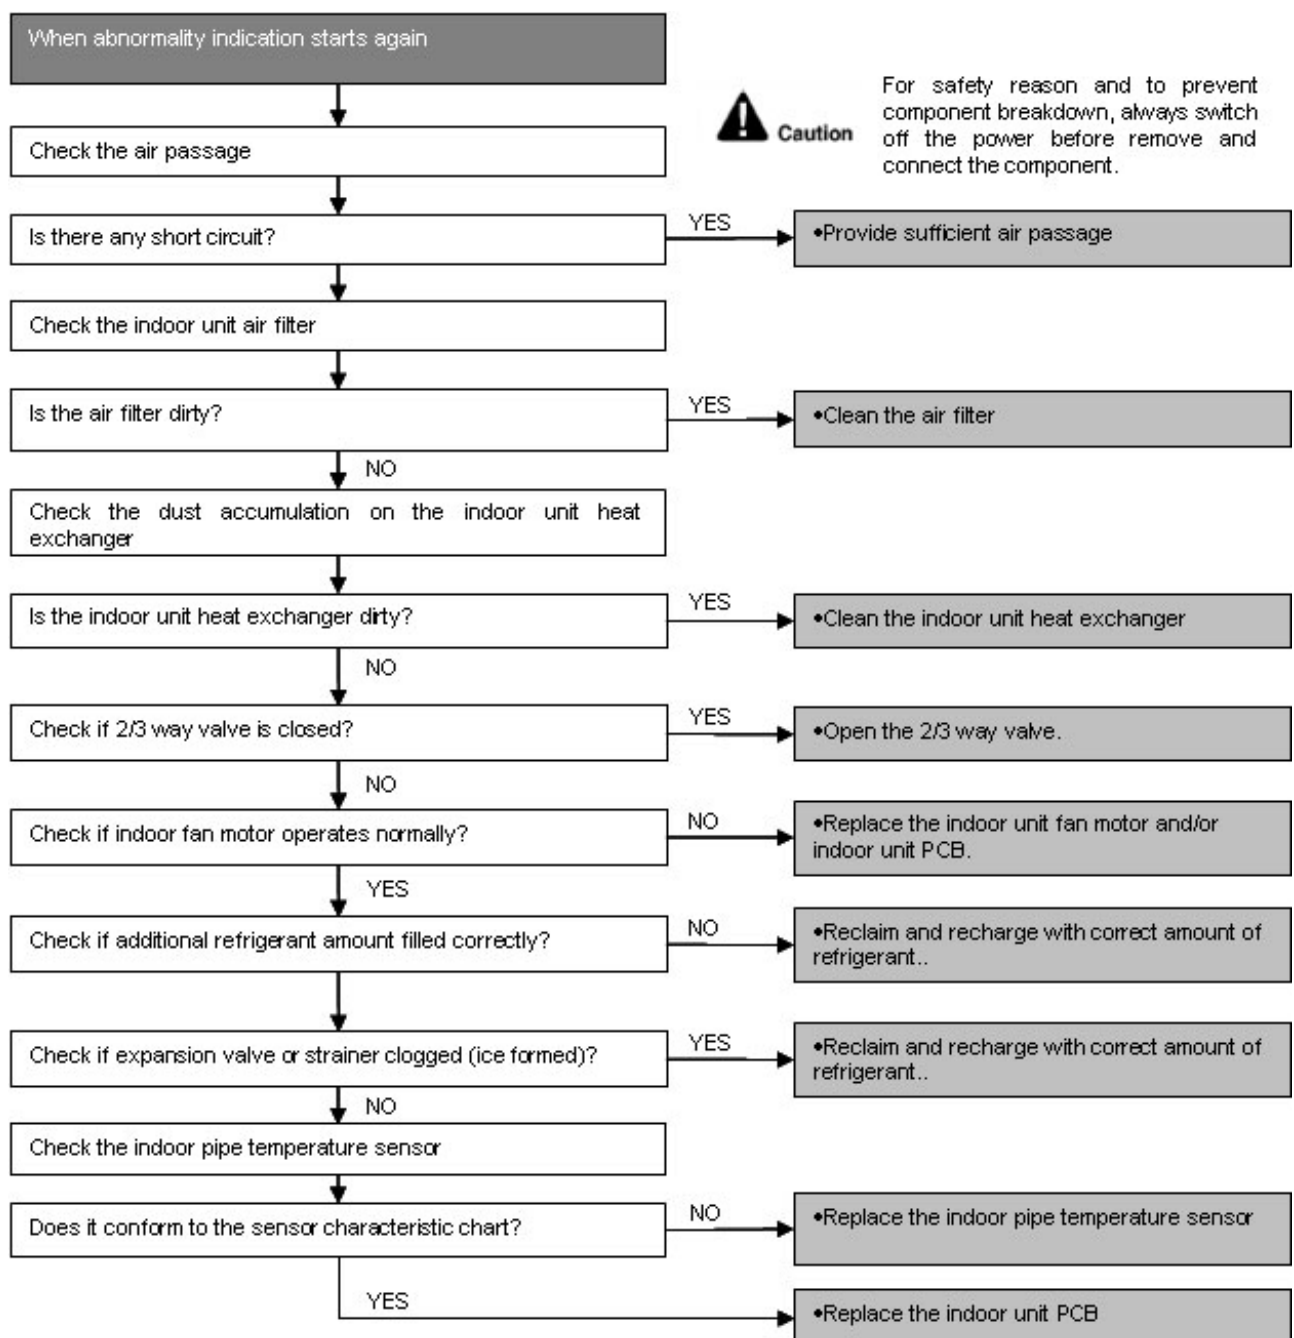 When abnormality indication starts again
For safety reason and to prevent
component breakdown, always switch
off the power before remove and
connect the component.
Caution
Check the air passage
Is there any short circuit?
YES
•Provide sufficient air passage
Check the indoor unit air filter
Is the air filter dirty?
YES
•Clean the air filter
NO
Check the dust accumulation on the indoor unit heat
exchanger
Is the indoor unit heat exchanger dirty?
YES
•Clean the indoor unit heat exchanger
NO
Check if 2/3 way valve is closed?
YES
•Open the 2/3 way valve.
NO
Check if indoor fan motor operates normally?
NO
•Replace the indoor unit fan motor and/or
indoor unit PCB.
YES
Check if additional refrigerant amount filled correctly?
NO
•Reclaim and recharge with correct amount of
refrigerant..
Check if expansion valve or strainer clogged (ice formed)?
YES
•Reclaim and recharge with correct amount of
refrigerant..
NO
Check the indoor pipe temperature sensor
Does it conform to the sensor characteristic chart?
NO
•Replace the indoor pipe temperature sensor
YES
•Replace the indoor unit PCB